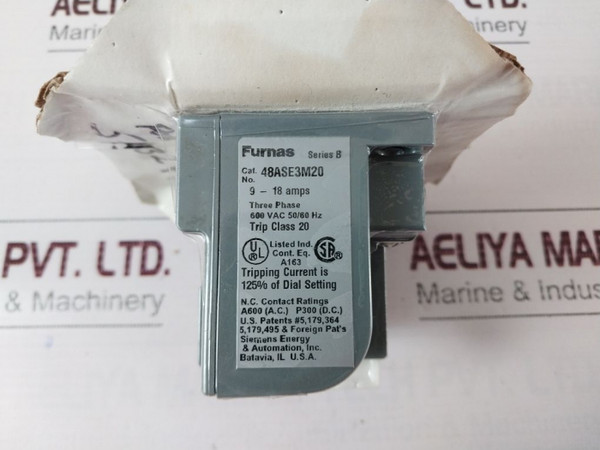 AELIYA MA
Marine
Furnas Series B
Cat. No. 48ASE3M20
9 - 18 amps
Three Phase
600 VAC 50/60 Hz
Trip Class 20
UL Listed Ind. Cont. Eq. A163 SA
Tripping Current is
125% of Dial Setting
N.C. Contact Ratings
A600 (A.C.) P300 (D.C.)
U.S. Patents #5,179,364
5,179,495 & Foreign Pat's
Siemens Energy
& Automation, Inc.
Batavia, IL U.S.A.
PVT. LTD.
& Machinery
AELIYA MAR
Marine & Indus